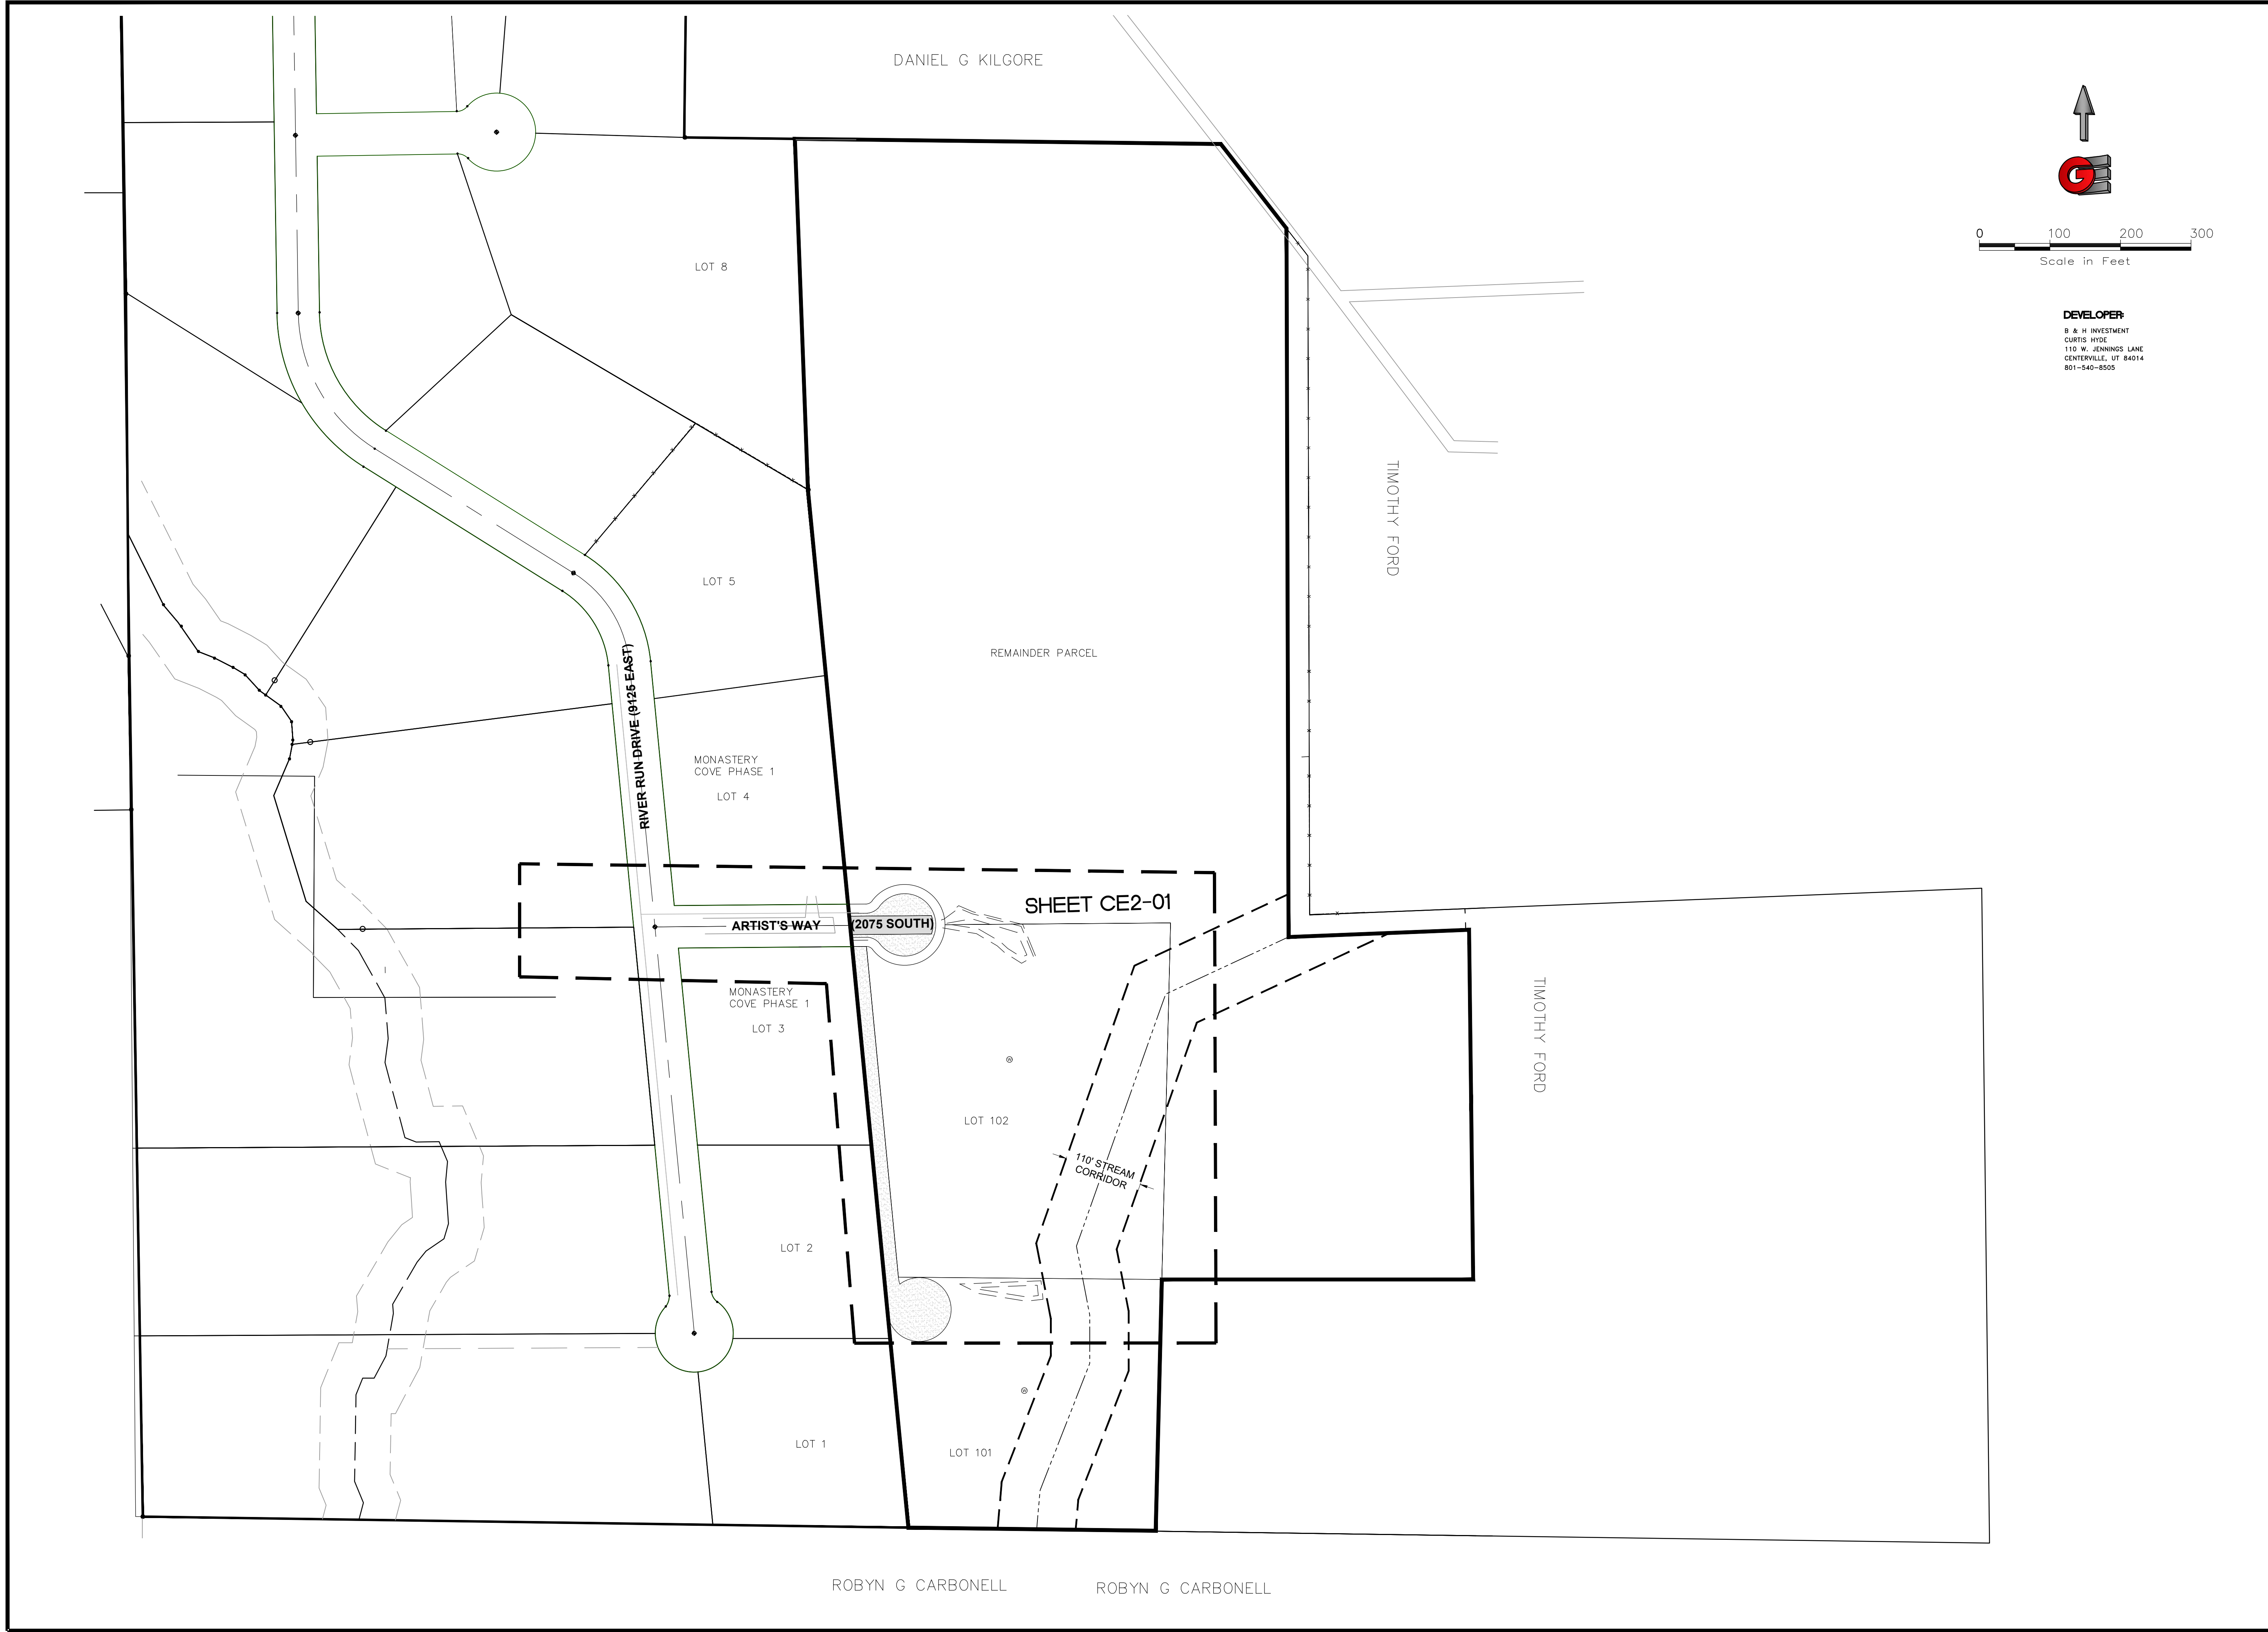 DANIEL G KILGORE
GE
0 100 200 300
Scale in Feet
DEVELOPER:
B & H INVESTMENT
CURTIS HYDE
110 W. JENNINGS LANE
CENTERVILLE, UT 84014
801-540-8505
LOT 8
TIMOTHY FORD
LOT 5
REMAINDER PARCEL
RIVER RUN DRIVE (9125 EAST)
MONASTERY
COVE PHASE 1
LOT 4
SHEET CE2-01
ARTIST'S WAY (2075 SOUTH)
MONASTERY
COVE PHASE 1
LOT 3
TIMOTHY FORD
W
LOT 102
110' STREAM
CORRIDOR
LOT 2
W
LOT 1
LOT 101
ROBYN G CARBONELL
ROBYN G CARBONELL